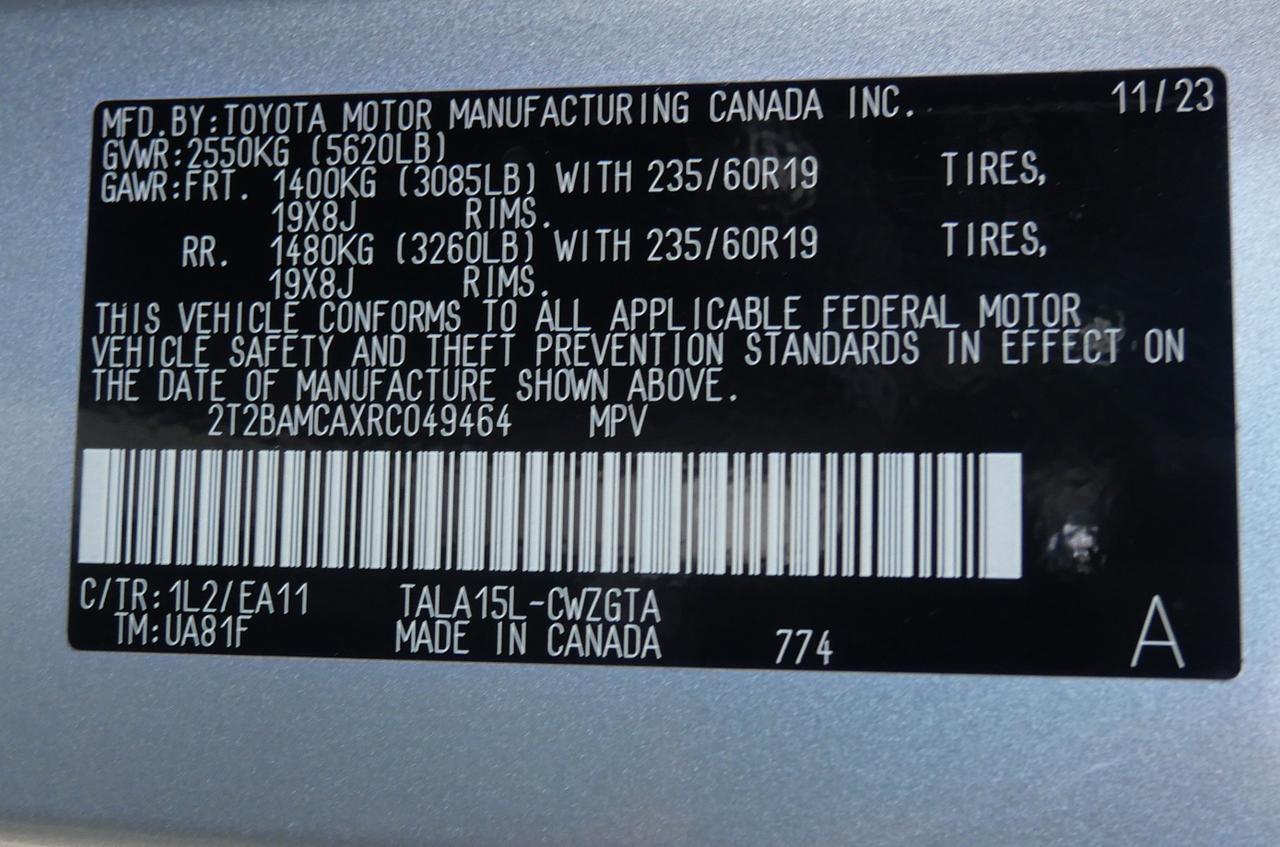 MFD.BY:TOYOTA MOTOR MANUFACTURING CANADA INC. 11/23
GVWR:2550KG (5620LB)
GAWR:FRT. 1400KG (3085LB) WITH 235/60R19 TIRES,
19X8J RIMS.
RR. 1480KG (3260LB) WITH 235/60R19 TIRES,
19X8J RIMS.
THIS VEHICLE CONFORMS TO ALL APPLICABLE FEDERAL MOTOR
VEHICLE SAFETY AND THEFT PREVENTION STANDARDS IN EFFECT ON
THE DATE OF MANUFACTURE SHOWN ABOVE.
2T2BAMCAXRC049464 MPV
C/TR:1L2/EA11 TALA15L-CWZGTA
TM:UA81F MADE IN CANADA 774 A